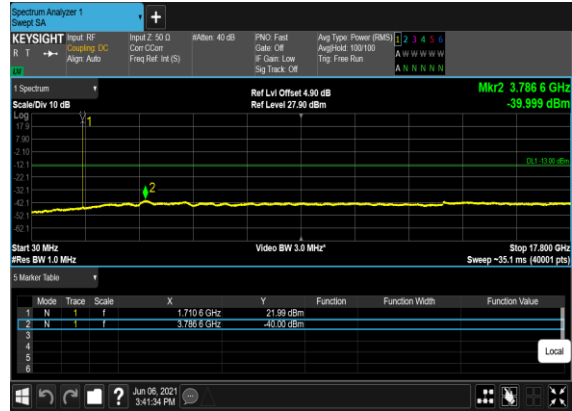 Spectrum Analyzer 1
Swept SA
+
KEYSIGHT Input: RF Input Z: 50 Ω #Atten: 40 dB PNO: Fast Avg Type: Power (RMS) 1 2 3 4 5 6
R T Coupling: DC Corr CCorr Gate: Off Avg|Hold: 100/100 A W W W W W
Align: Auto Freq Ref: Int (S) IF Gain: Low Trig: Free Run
Sig Track: Off A N N N N N
1 Spectrum
Ref Lvl Offset 4.90 dB Mkr2 3.786 6 GHz
Scale/Div 10 dB Ref Level 27.90 dBm -39.999 dBm
Log
1
17.9
7.90
-2.10
-12.1
DL1 -13.00 dBm
-22.1
-32.1
2
-42.1
-52.1
-62.1
Start 30 MHz Video BW 3.0 MHz* Stop 17.800 GHz
#Res BW 1.0 MHz Sweep ~35.1 ms (40001 pts)
5 Marker Table
Mode Trace Scale X Y Function Function Width Function Value
1 N 1 f 1.710 6 GHz 21.99 dBm
2 N 1 f 3.786 6 GHz -40.00 dBm
3
4
5
6
Local
? Jun 06, 2021
3:41:34 PM